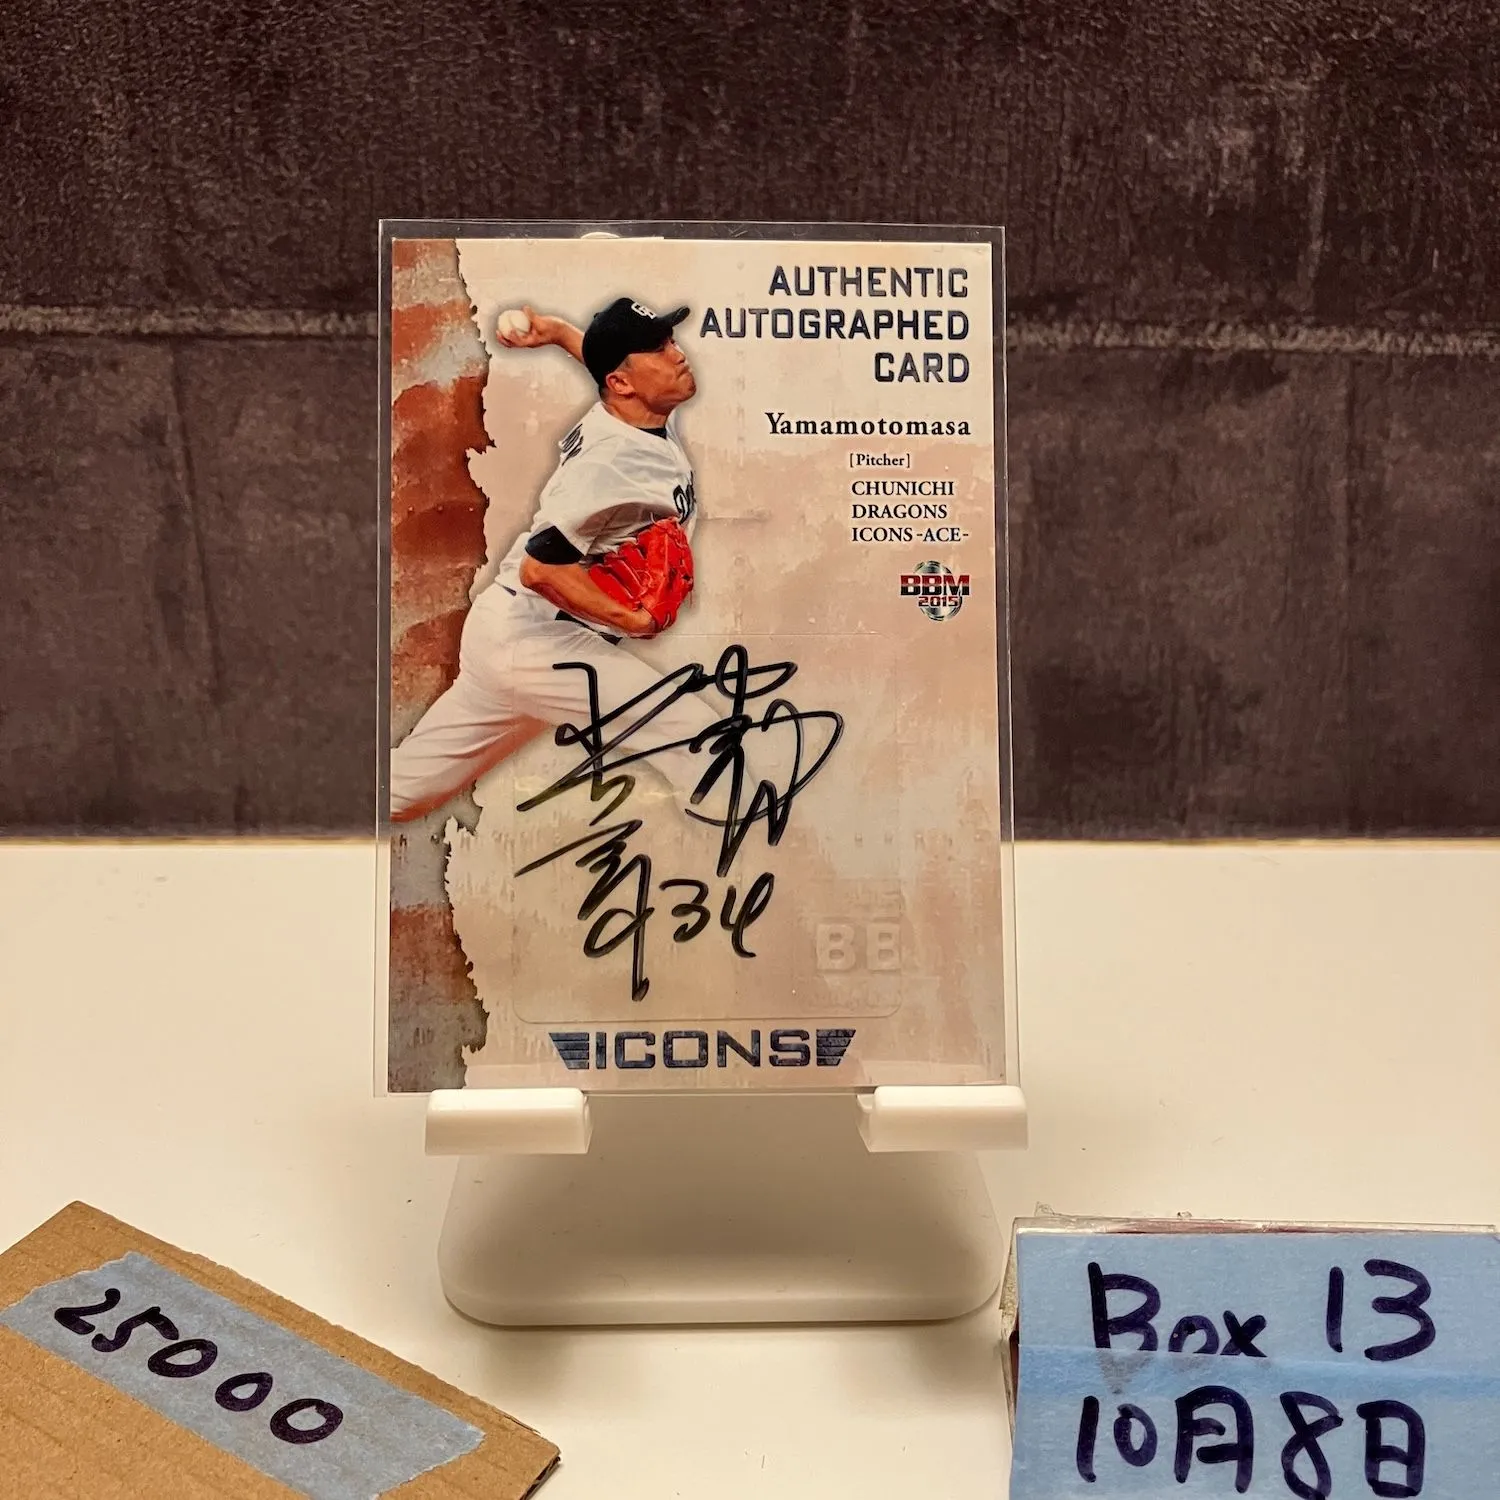 AUTHENTIC
AUTOGRAPHED
CARD
Yamamotomasa
[Pitcher]
CHUNICHI
DRAGONS
ICONS -ACE-
BBM
2015
34
BB
ICONS
25000
Box 13
10月8日